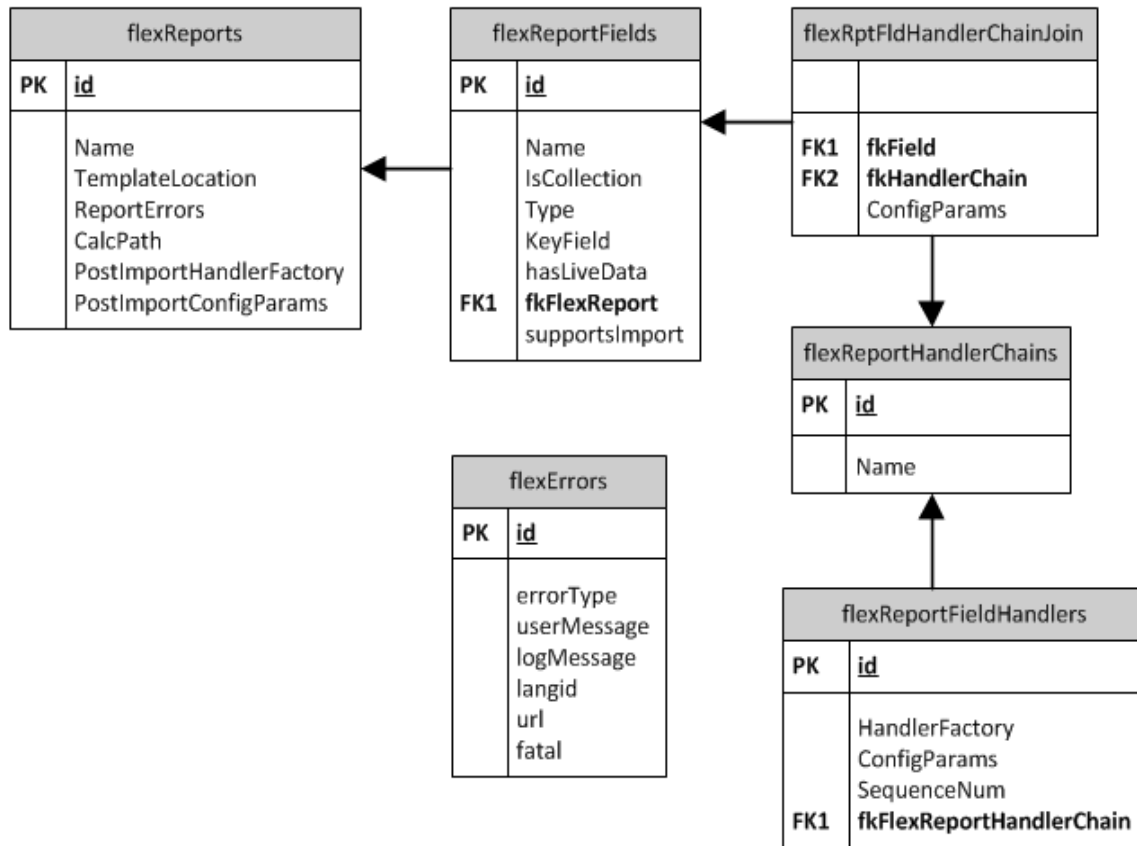 flexReports
PK id
Name
TemplateLocation
ReportErrors
CalcPath
PostImportHandlerFactory
PostImportConfigParams
flexReportFields
PK id
Name
IsCollection
Type
KeyField
hasLiveData
FK1 fkFlexReport
supportsImport
flexRptFldHandlerChainJoin
FK1 fkField
FK2 fkHandlerChain
ConfigParams
flexReportHandlerChains
PK id
Name
flexErrors
PK id
errorType
userMessage
logMessage
langid
url
fatal
flexReportFieldHandlers
PK id
HandlerFactory
ConfigParams
SequenceNum
FK1 fkFlexReportHandlerChain